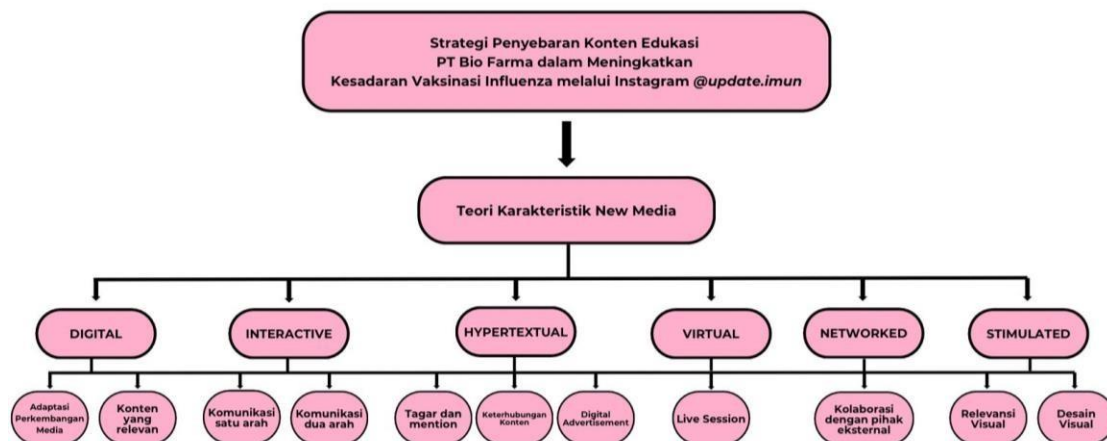 Strategi Penyebaran Konten Edukasi
PT Bio Farma dalam Meningkatkan
Kesadaran Vaksinasi Influenza melalui Instagram @update.imun
Teori Karakteristik New Media
DIGITAL
INTERACTIVE
HYPERTEXTUAL
VIRTUAL
NETWORKED
STIMULATED
Adaptasi
Perkembangan
Media
Konten
yang
relevan
Komunikasi
satu arah
Komunikasi
dua arah
Tagar dan
mention
Keterhubungan
Konten
Digital
Advertisement
Live Session
Kolaborasi
dengan pihak
eksternal
Relevansi
Visual
Desain
Visual